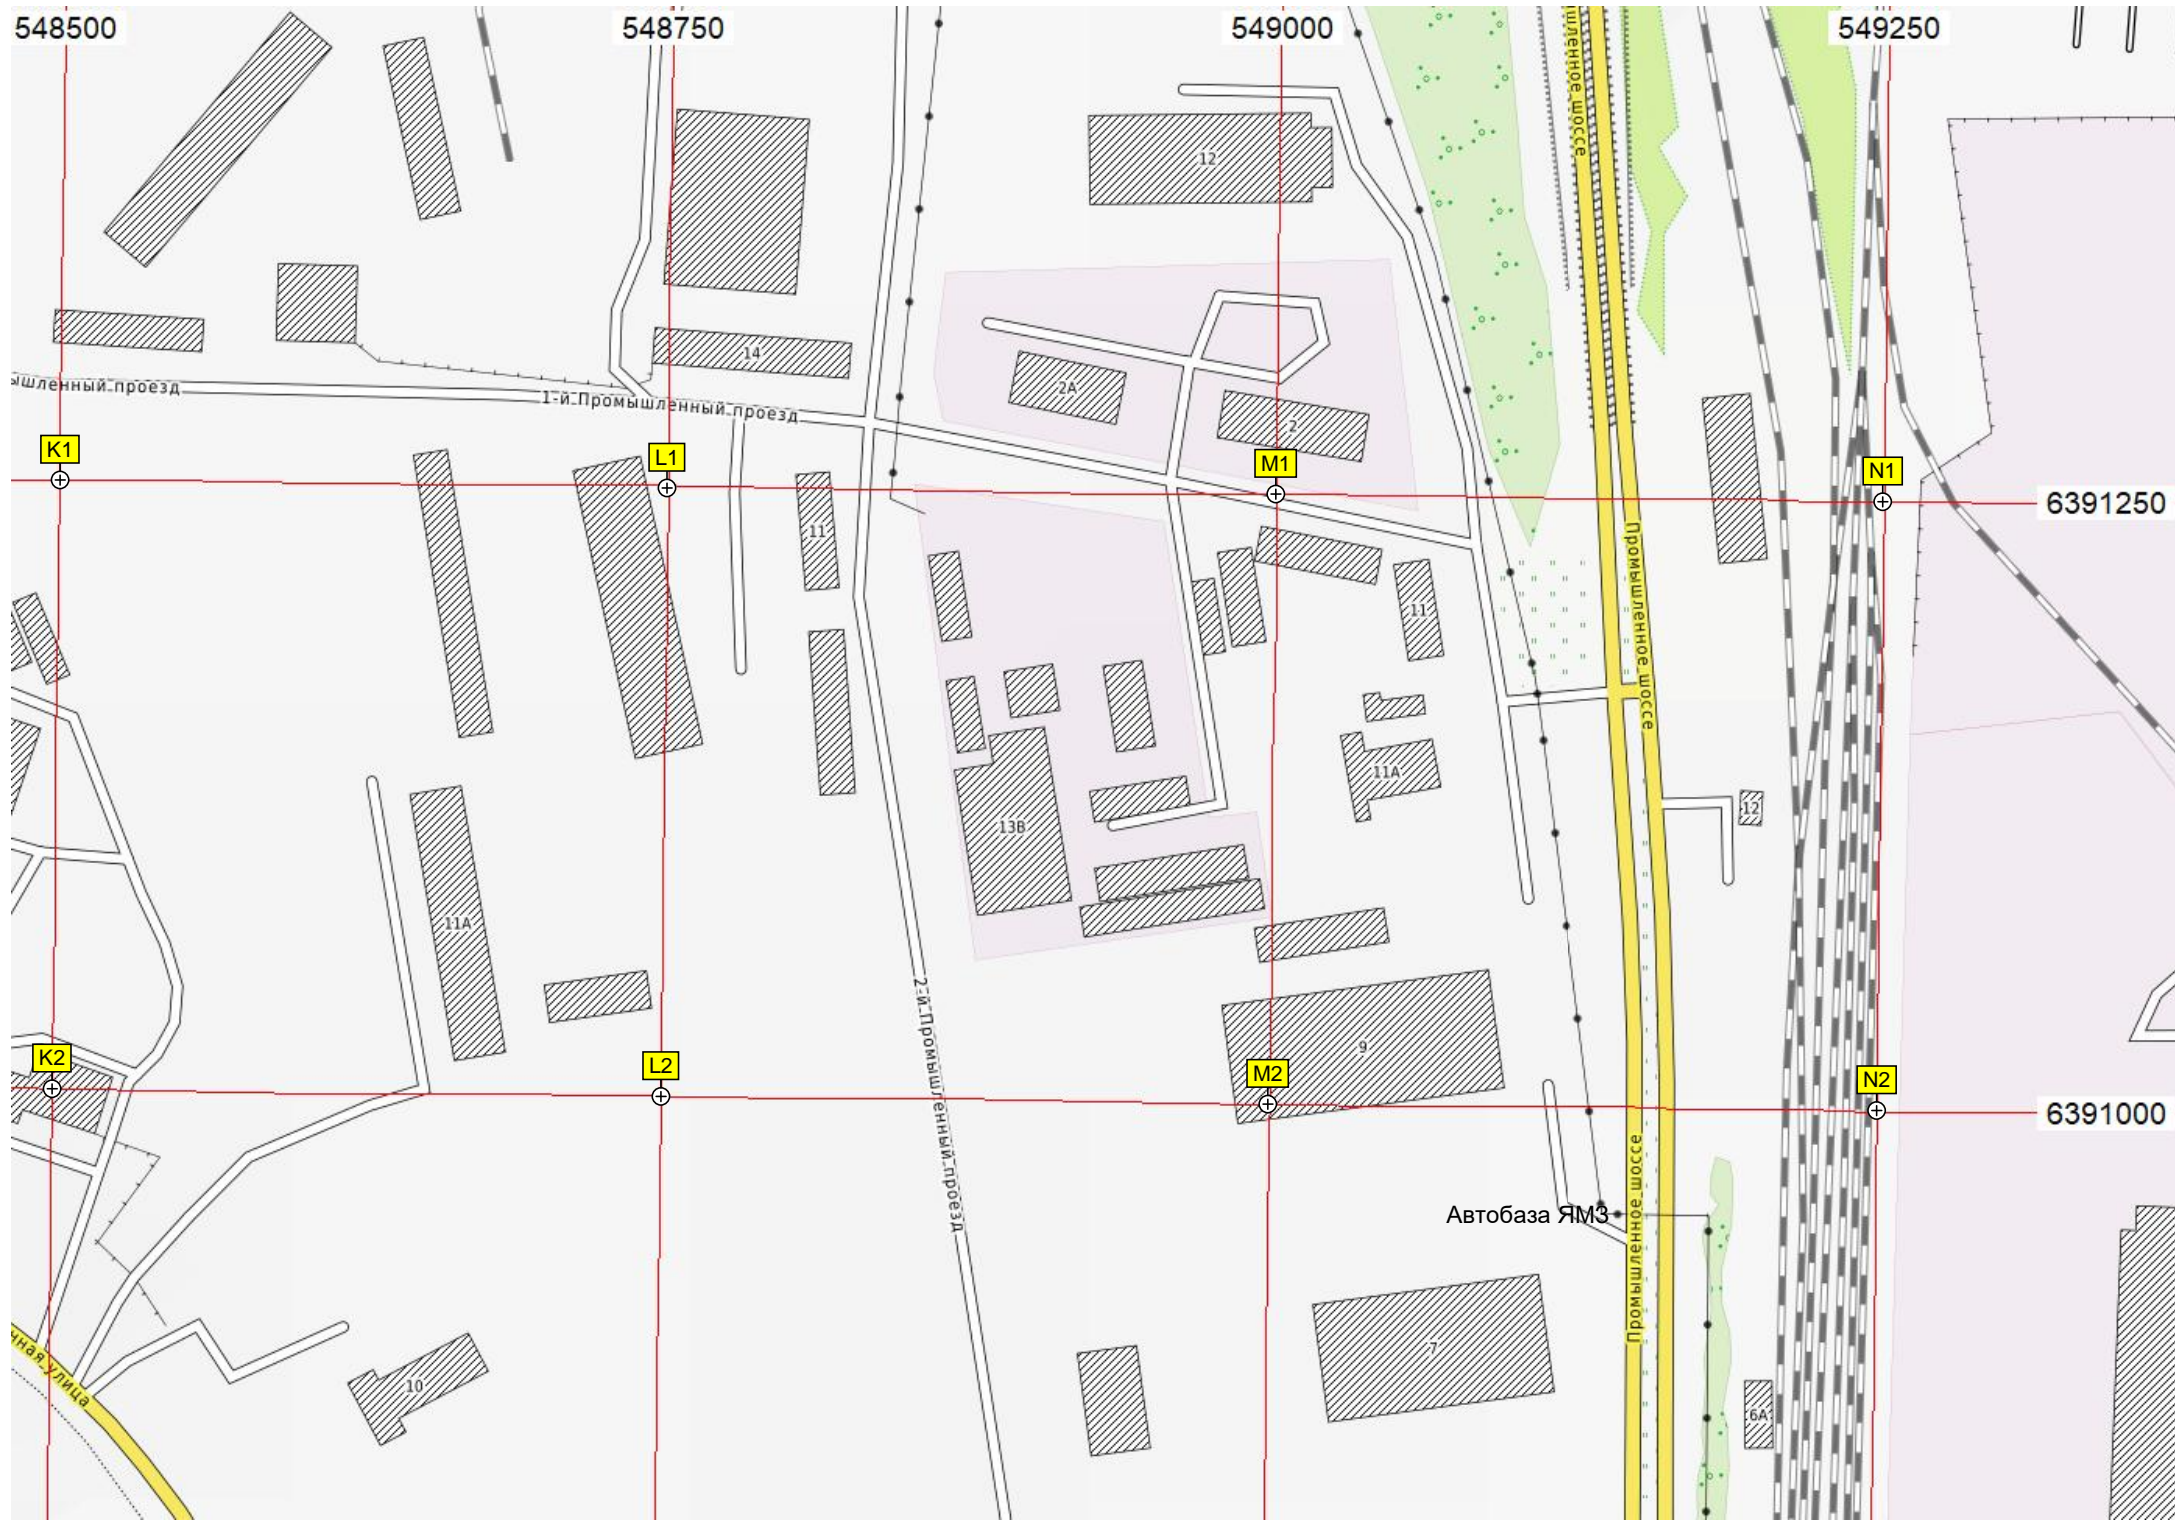 548500
548750
549000
549250
шленное шоссе
12
14
2А
2
ышленный проезд
1-й Промышленный проезд
K1
L1
M1
N1
6391250
11
11
Промышленное шоссе
11А
12
13В
11А
2-й Промышленный проезд
9
K2
L2
M2
N2
6391000
Автобаза ЯМЗ
Промышленное шоссе
7
нная улица
10
6А